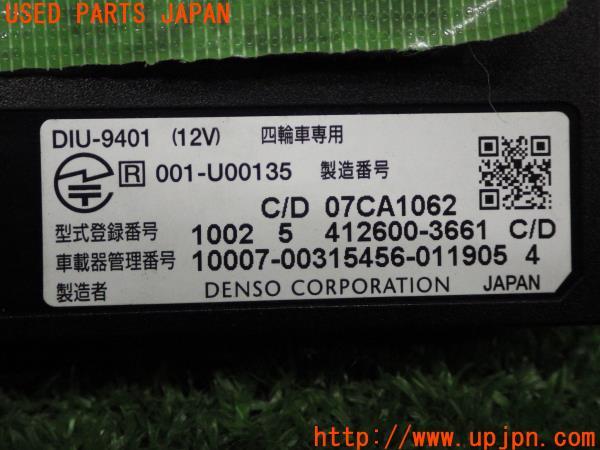 USED PARTS JAPAN
DIU-9401 (12V) 四輪車専用
R 001-U00135 製造番号
C/D 07CA1062
型式登録番号 1002 5 412600-3661 C/D
車載器管理番号 10007-00315456-011905 4
製造者 DENSO CORPORATION JAPAN
UPJ https://www.upjpn.com